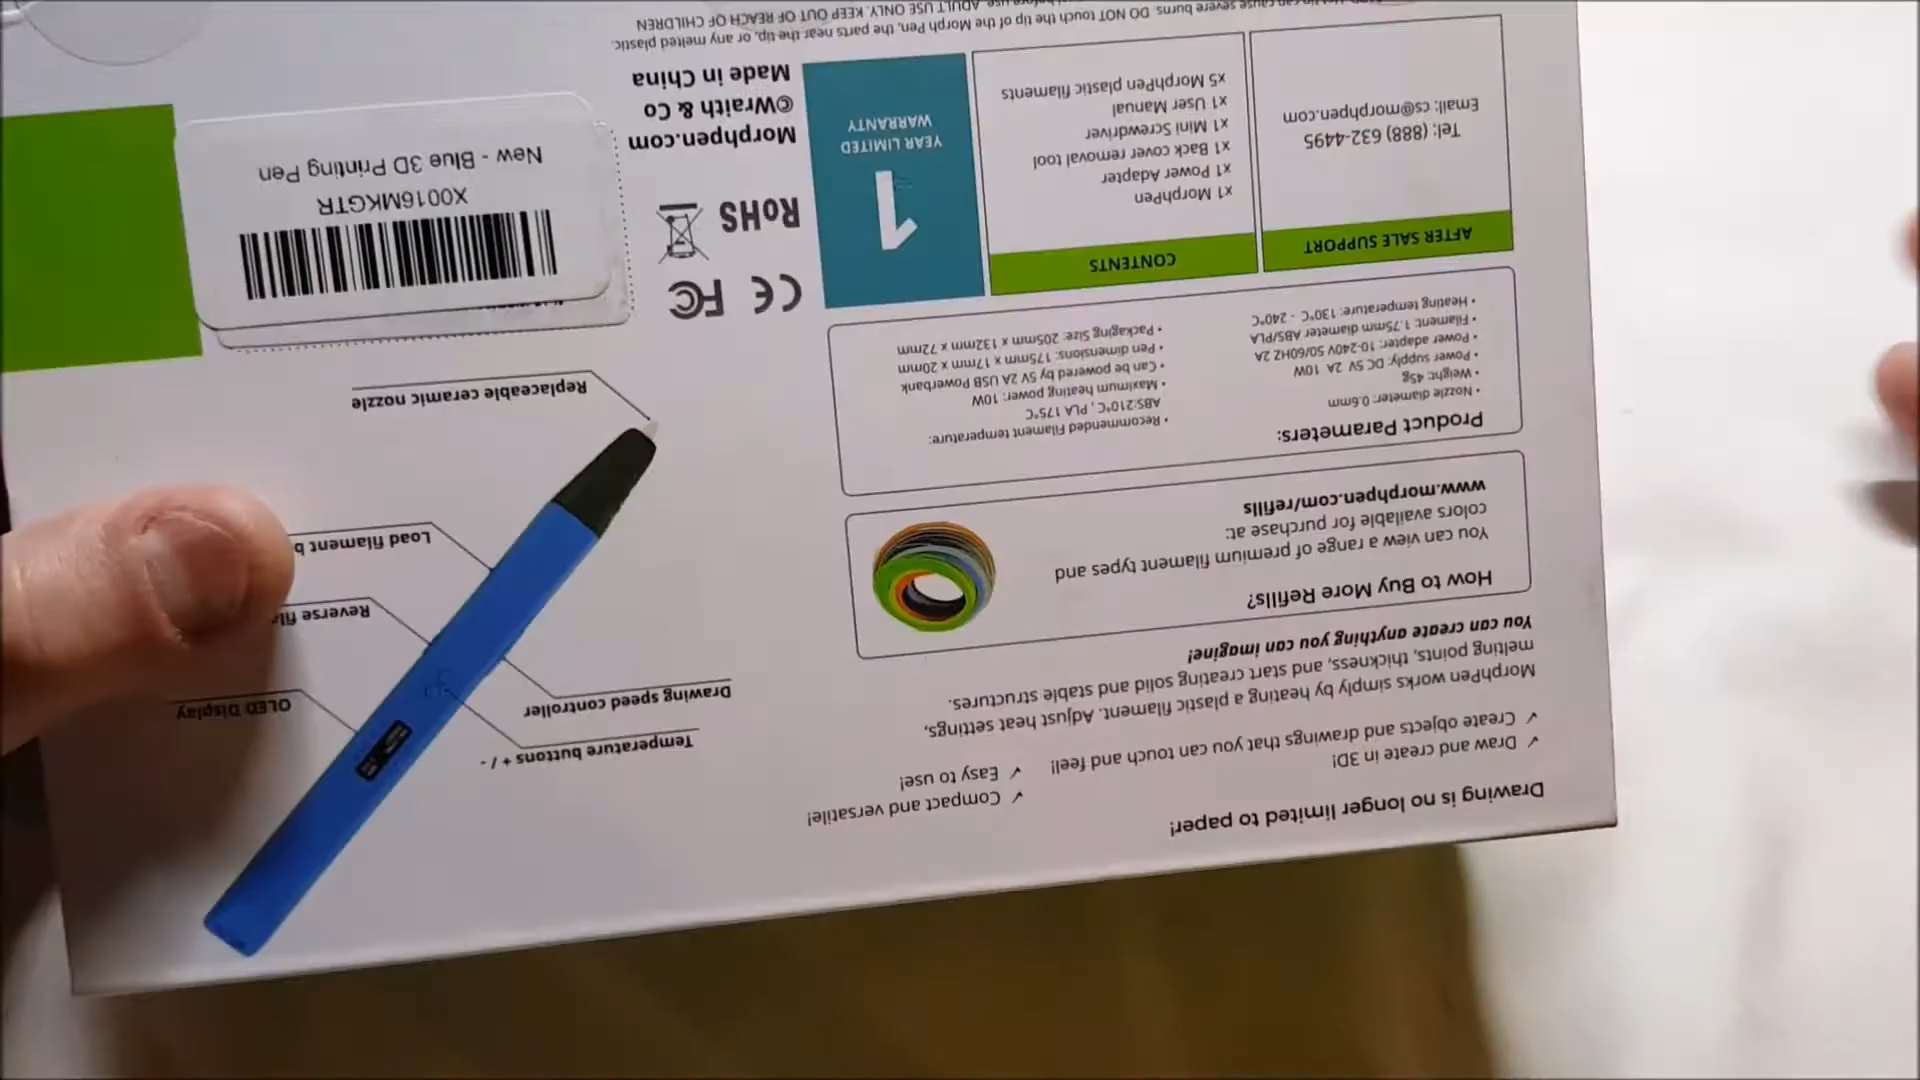 Drawing is no longer limited to paper!
✓ Draw and create in 3D!
✓ Create objects and drawings that you can touch and feel!
✓ Compact and versatile!
✓ Easy to use!
MorphPen works simply by heating a plastic filament. Adjust heat settings,
melting points, thickness, and start creating solid and stable structures.
You can create anything you can imagine!
How to Buy More Refills?
You can view a range of premium filament types and
colors available for purchase at:
www.morphpen.com/refills
Product Parameters:
• Nozzle diameter: 0.6mm
• Weight: 45g
• Power supply: DC 5V 2A 10W
• Power adapter: 10-240V 50/60HZ 2A
• Filament: 1.75mm diameter ABS/PLA
• Heating temperature: 130°C - 240°C
• Recommended Filament temperature:
ABS:210°C, PLA 175°C
• Maximum heating power: 10W
• Can be powered by 5V 2A USB Powerbank
• Pen dimensions: 175mm x 17mm x 20mm
• Packaging Size: 205mm x 132mm x 72mm
Temperature buttons + / -
Drawing speed controller
OLED Display
Reverse
Load filament
Replaceable ceramic nozzle
AFTER SALE SUPPORT
Tel: (888) 632-4495
Email: cs@morphpen.com
CONTENTS
x1 MorphPen
x1 Power Adapter
x1 Back cover removal tool
x1 Mini Screwdriver
x1 User Manual
x5 MorphPen plastic filaments
1
YEAR LIMITED
WARRANTY
CE FC
RoHS
Morphpen.com
©Wraith & Co
Made in China
X0016MKGTR
New - Blue 3D Printing Pen
can cause severe burns. DO NOT touch the tip of the Morph Pen, the parts near the tip, or any melted plastic.
use. ADULT USE ONLY. KEEP OUT OF REACH OF CHILDREN